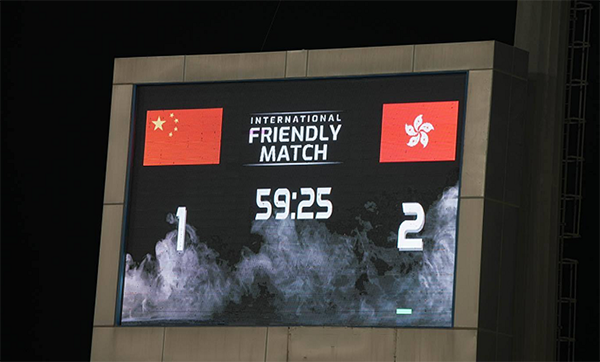 INTERNATIONAL
FRIENDLY
MATCH
59:25
1
2